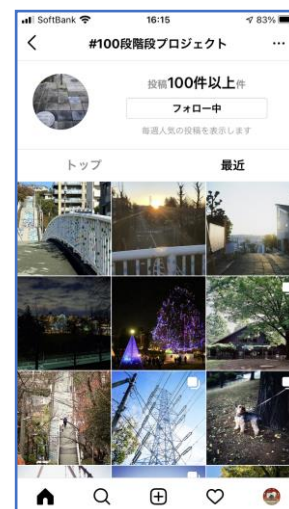 SoftBank 16:15 83%
#100段階段プロジェクト
投稿100件以上件
フォロー中
毎週人気の投稿を表示します
トップ 最近